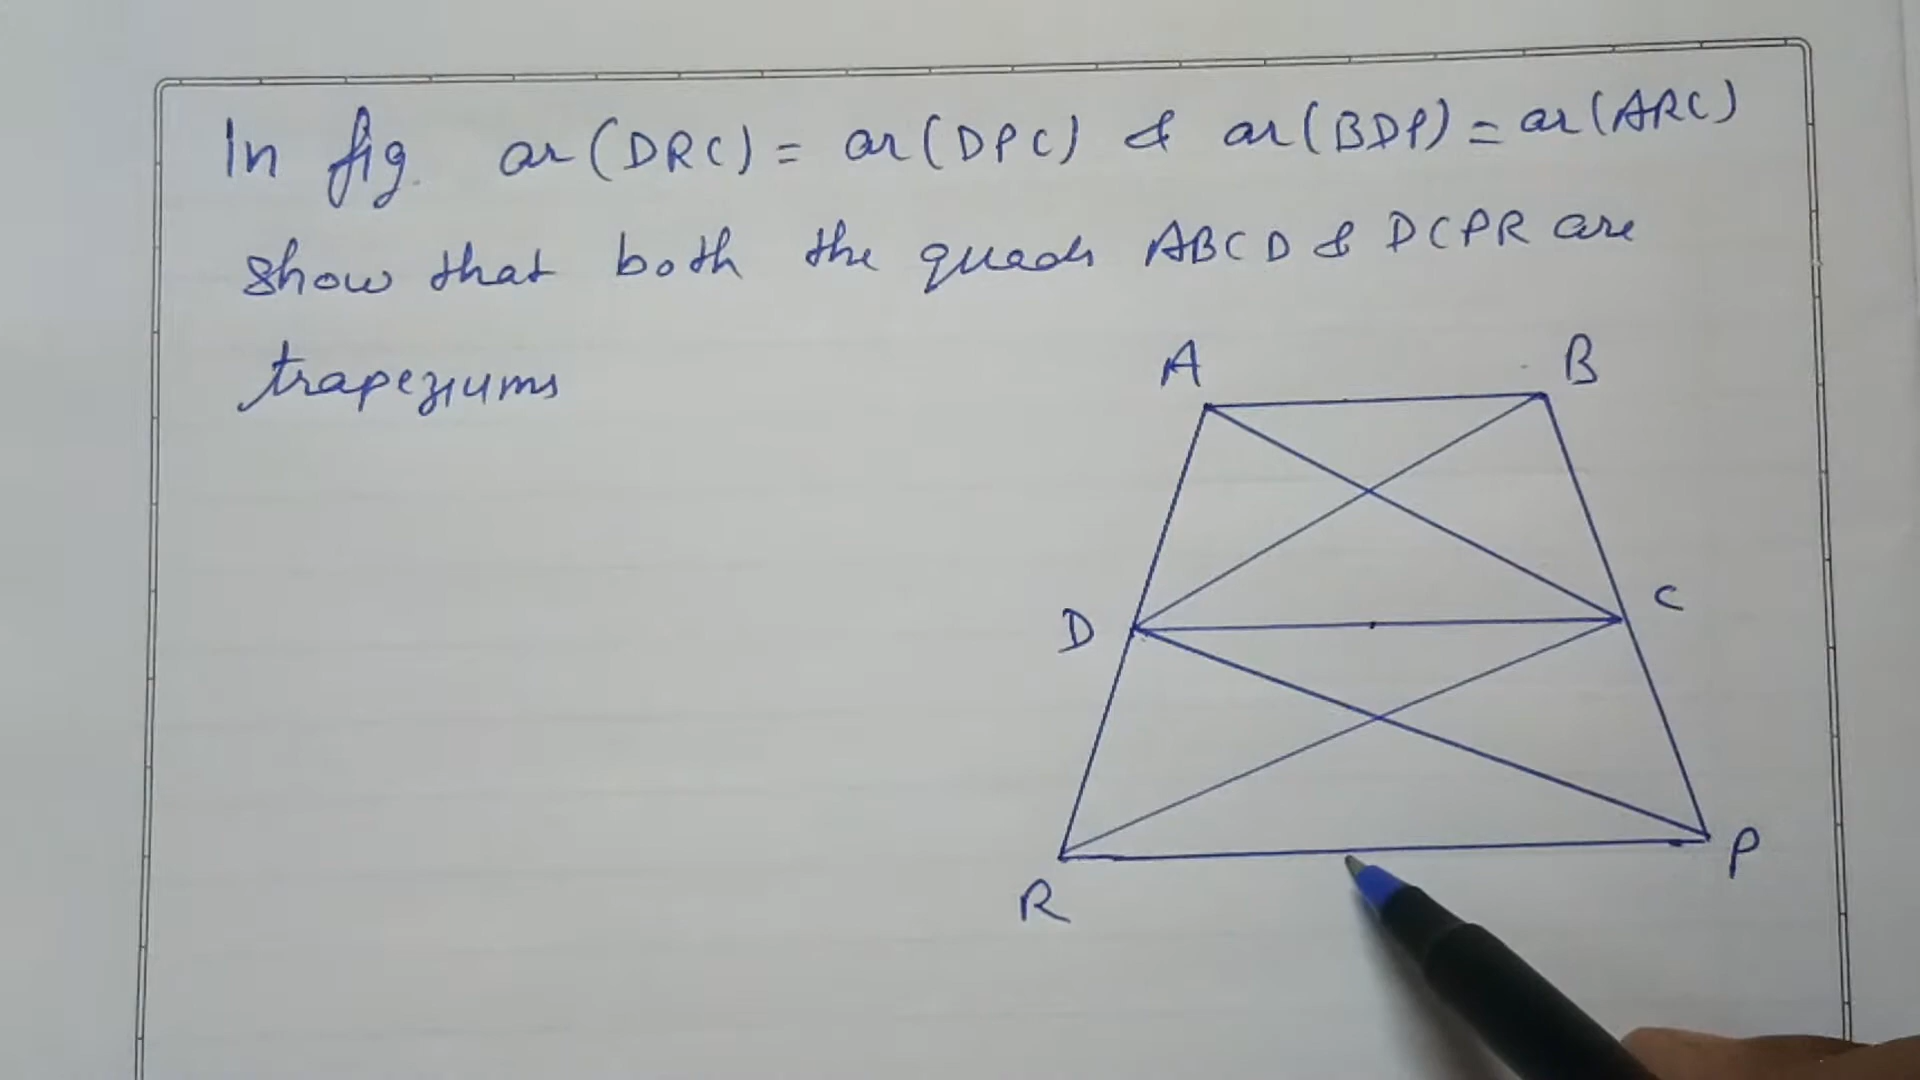 In fig. ar(DRC) = ar(DPC) & ar(BDP) = ar(ARC)
show that both the quads ABCD & DCPR are
trapeziums
A
B
D
C
R
P